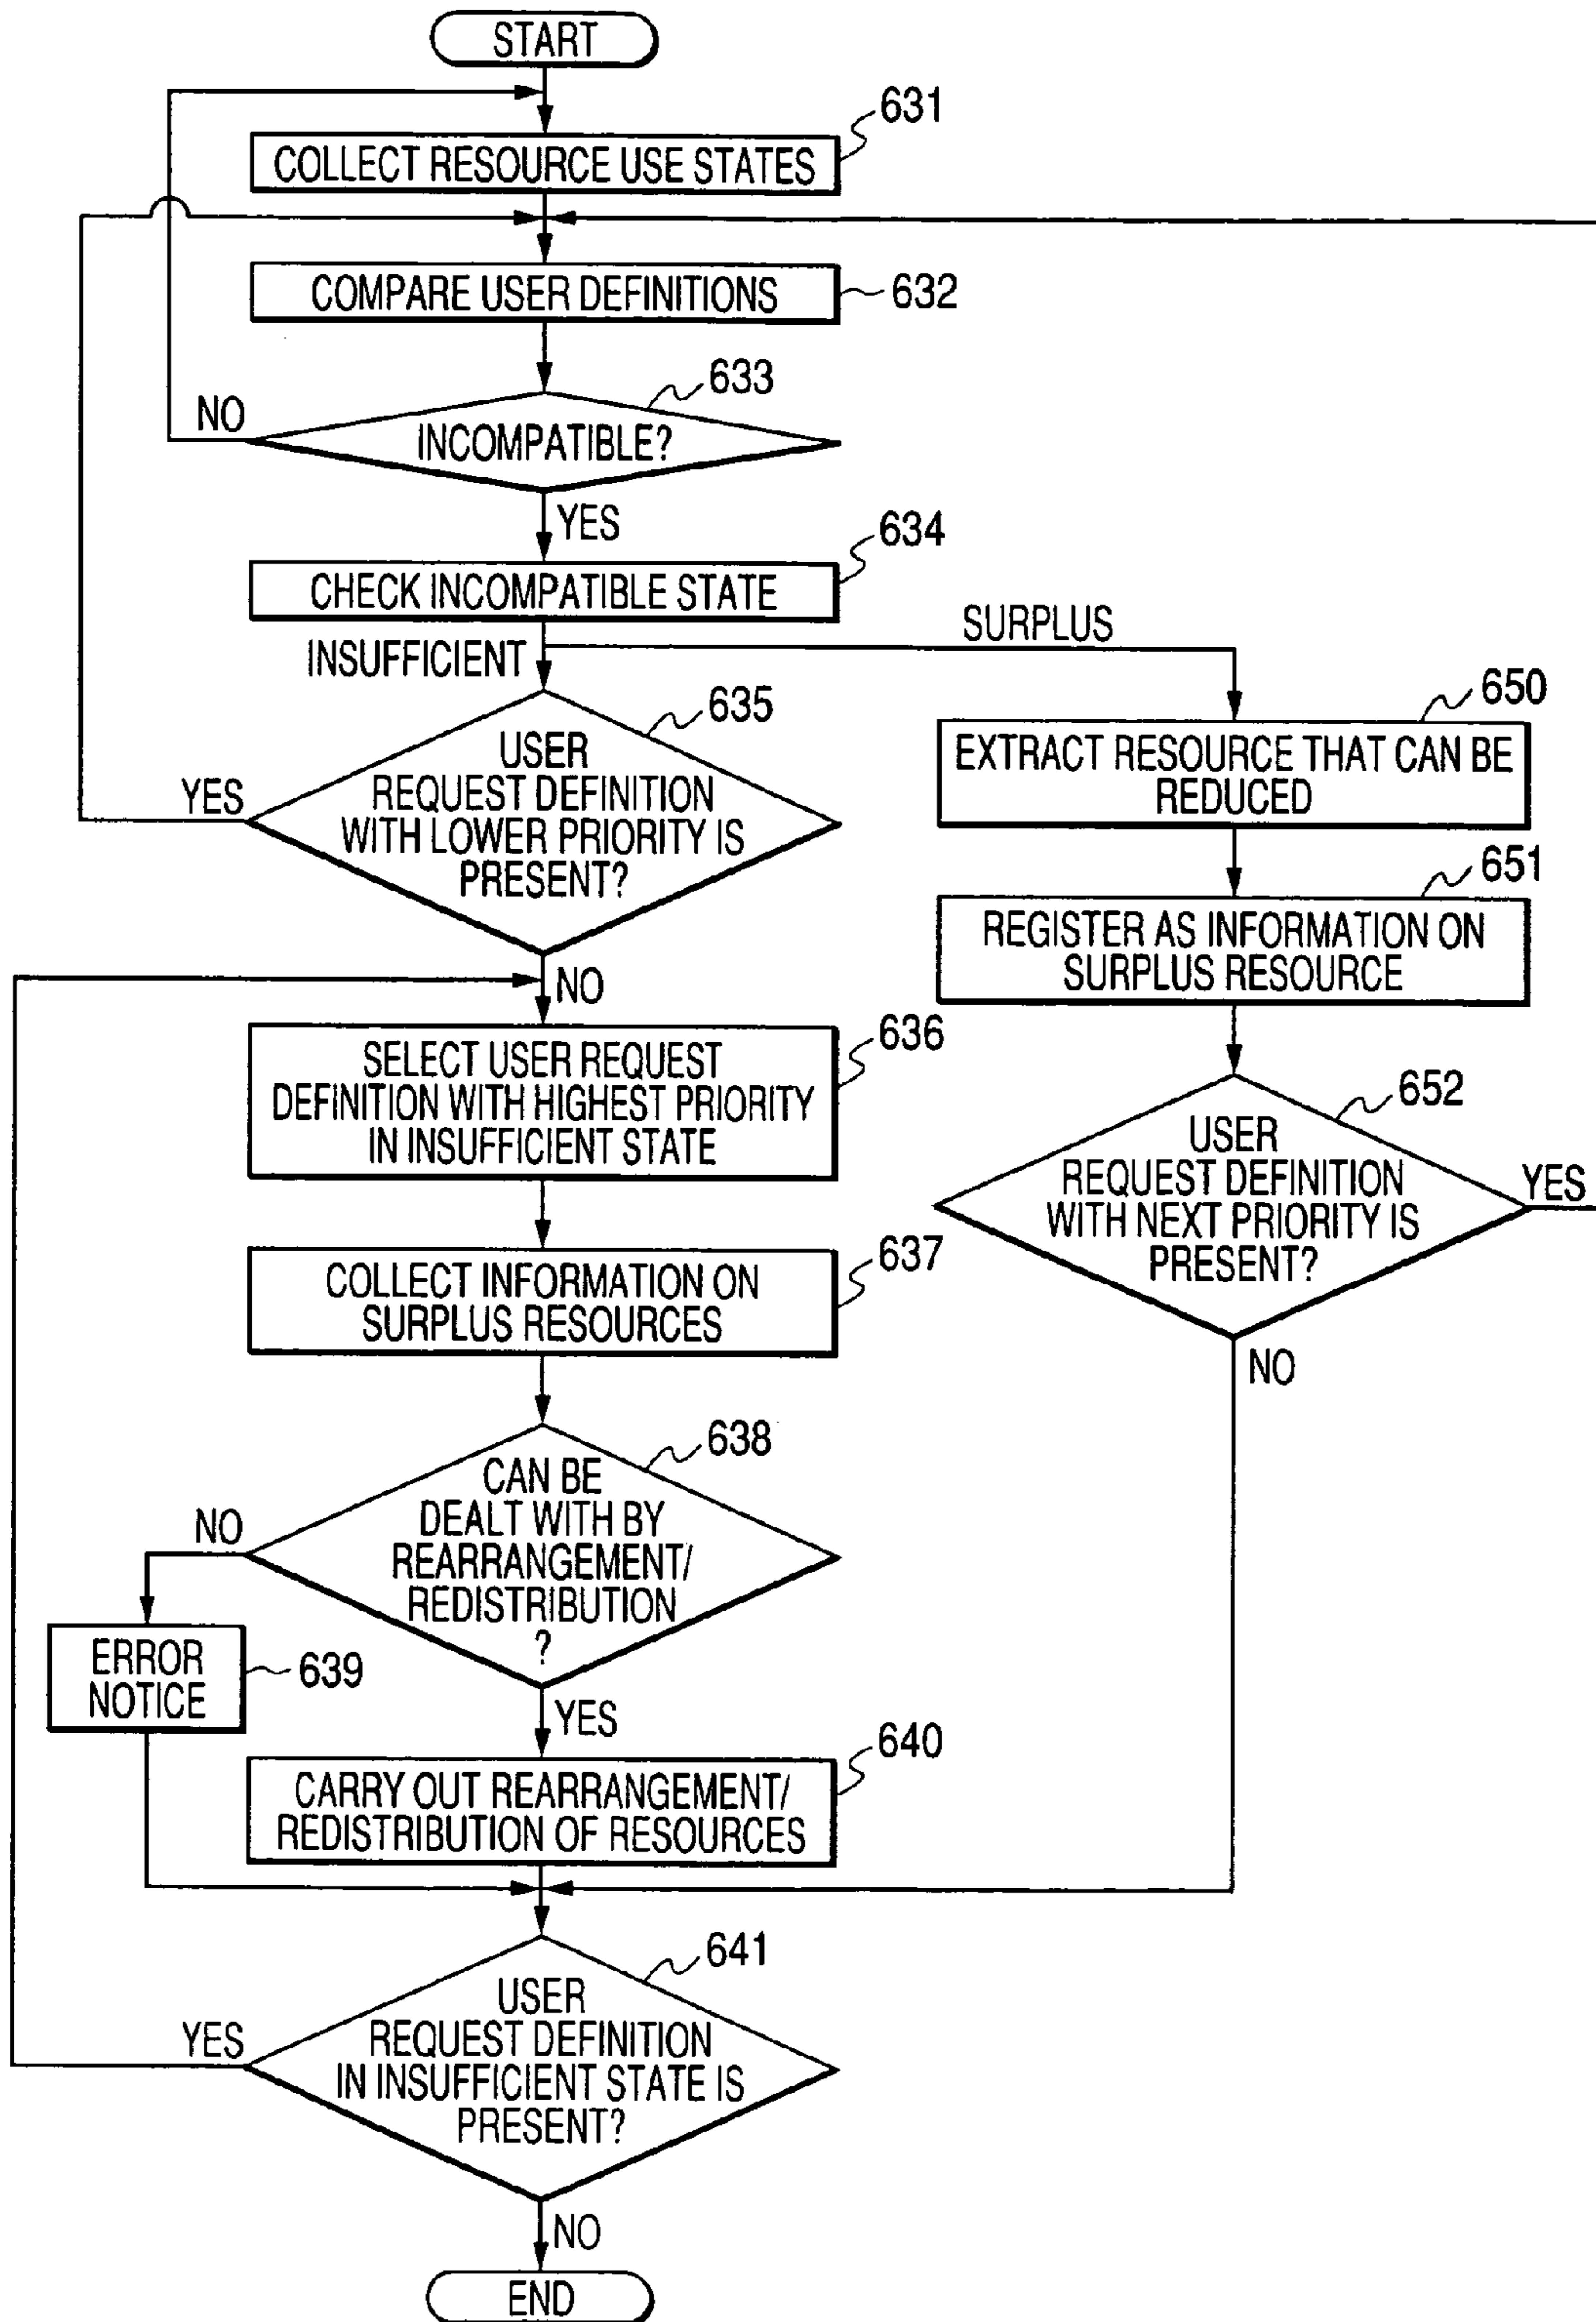 START
631
COLLECT RESOURCE USE STATES
COMPARE USER DEFINITIONS
632
633
NO
INCOMPATIBLE?
YES
634
CHECK INCOMPATIBLE STATE
SURPLUS
INSUFFICIENT
635
USER
REQUEST DEFINITION
WITH LOWER PRIORITY IS
PRESENT?
YES
NO
650
EXTRACT RESOURCE THAT CAN BE
REDUCED
651
REGISTER AS INFORMATION ON
SURPLUS RESOURCE
652
USER
REQUEST DEFINITION
WITH NEXT PRIORITY IS
PRESENT?
YES
NO
636
SELECT USER REQUEST
DEFINITION WITH HIGHEST PRIORITY
IN INSUFFICIENT STATE
637
COLLECT INFORMATION ON
SURPLUS RESOURCES
638
CAN BE
DEALT WITH BY
REARRANGEMENT/
REDISTRIBUTION
?
NO
ERROR
NOTICE
639
YES
640
CARRY OUT REARRANGEMENT/
REDISTRIBUTION OF RESOURCES
641
USER
REQUEST DEFINITION
IN INSUFFICIENT STATE IS
PRESENT?
YES
NO
END